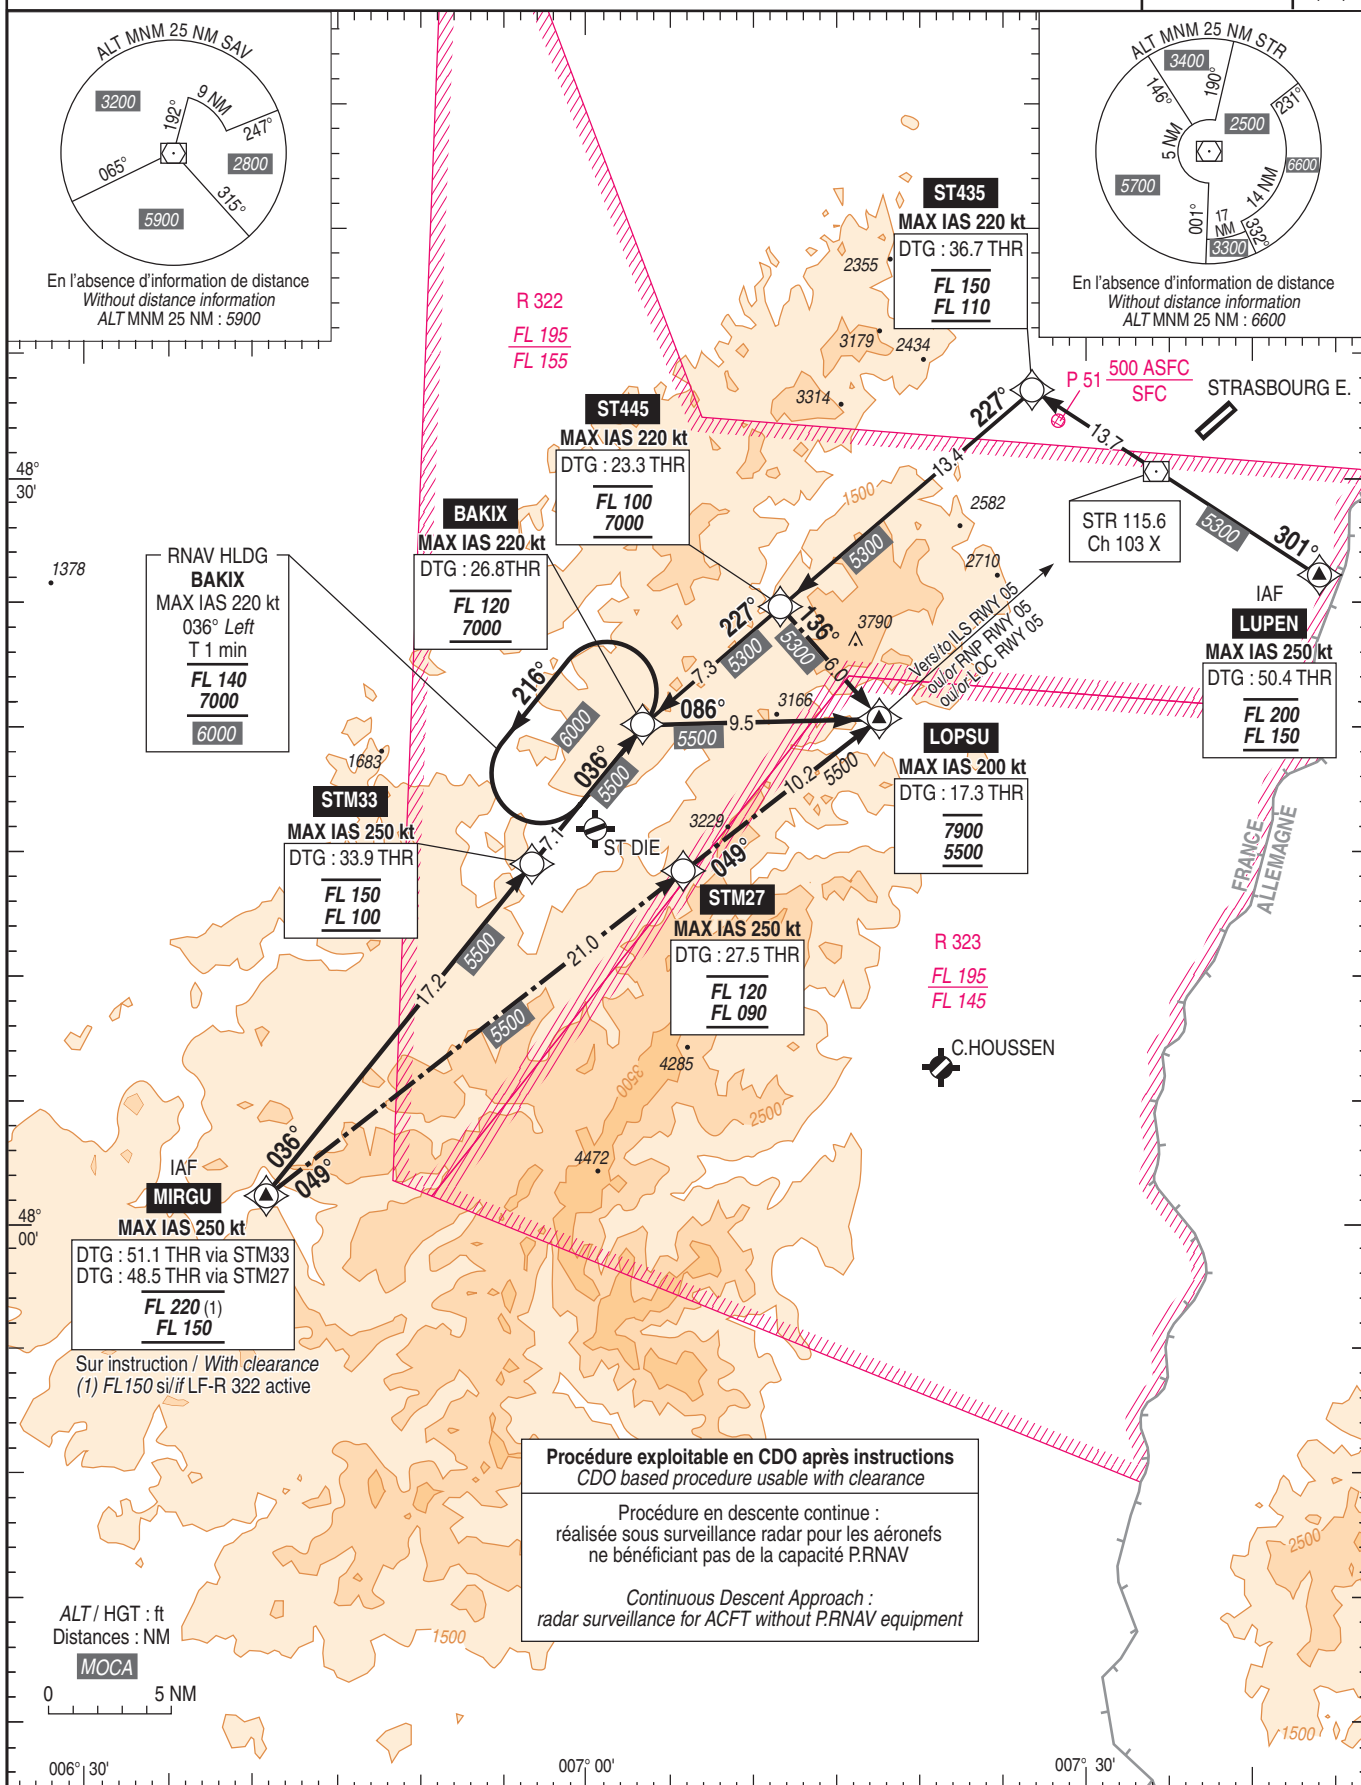 ALT MNM 25 NM SAV
3200
192°
9 NM
247°
2800
065°
315°
5900
En l'absence d'information de distance
Without distance information
ALT MNM 25 NM : 5900
ALT MNM 25 NM STR
3400
146°
190°
231°
5 NM
2500
6600
5700
14 NM
001°
17
NM
332°
3300
En l'absence d'information de distance
Without distance information
ALT MNM 25 NM : 6600
R 322
FL 195
FL 155
ST435
MAX IAS 220 kt
DTG : 36.7 THR
FL 150
FL 110
2355
3179
2434
3314
P 51
500 ASFC
SFC
STRASBOURG E.
227°
13.4
13.7
5300
ST445
MAX IAS 220 kt
DTG : 23.3 THR
FL 100
7000
48°
30'
1500
2582
2710
STR 115.6
Ch 103 X
5300
301°
BAKIX
MAX IAS 220 kt
DTG : 26.8THR
FL 120
7000
1378
RNAV HLDG
BAKIX
MAX IAS 220 kt
036° Left
T 1 min
FL 140
7000
6000
IAF
LUPEN
MAX IAS 250 kt
DTG : 50.4 THR
FL 200
FL 150
227°
5300
7.3
136°
5300
6.0
3790
Vers/to ILS RWY 05
ou/or RNP RWY 05
ou/or LOC RWY 05
216°
6000
086°
9.5
5500
3166
036°
5500
7.1
10.2
5500
LOPSU
MAX IAS 200 kt
DTG : 17.3 THR
7900
5500
1683
STM33
MAX IAS 250 kt
DTG : 33.9 THR
FL 150
FL 100
ST DIE
3229
049°
STM27
MAX IAS 250 kt
DTG : 27.5 THR
FL 120
FL 090
FRANCE
ALLEMAGNE
R 323
FL 195
FL 145
17.2
5500
21.0
5500
C.HOUSSEN
4285
3500
2500
4472
036°
049°
IAF
MIRGU
MAX IAS 250 kt
DTG : 51.1 THR via STM33
DTG : 48.5 THR via STM27
FL 220 (1)
FL 150
Sur instruction / With clearance
(1) FL150 si/if LF-R 322 active
48°
00'
Procédure exploitable en CDO après instructions
CDO based procedure usable with clearance
Procédure en descente continue :
réalisée sous surveillance radar pour les aéronefs
ne bénéficiant pas de la capacité P.RNAV
Continuous Descent Approach :
radar surveillance for ACFT without P.RNAV equipment
2500
1500
ALT / HGT : ft
Distances : NM
MOCA
0 5 NM
1500
006° 30'
007° 00'
007° 30'